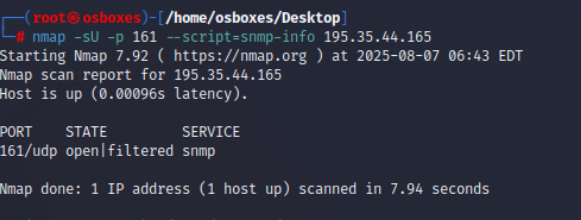 ┌──(root㉿osboxes)-[/home/osboxes/Desktop]
└─# nmap -sU -p 161 --script=snmp-info 195.35.44.165
Starting Nmap 7.92 ( https://nmap.org ) at 2025-08-07 06:43 EDT
Nmap scan report for 195.35.44.165
Host is up (0.00096s latency).

PORT    STATE         SERVICE
161/udp open|filtered snmp

Nmap done: 1 IP address (1 host up) scanned in 7.94 seconds